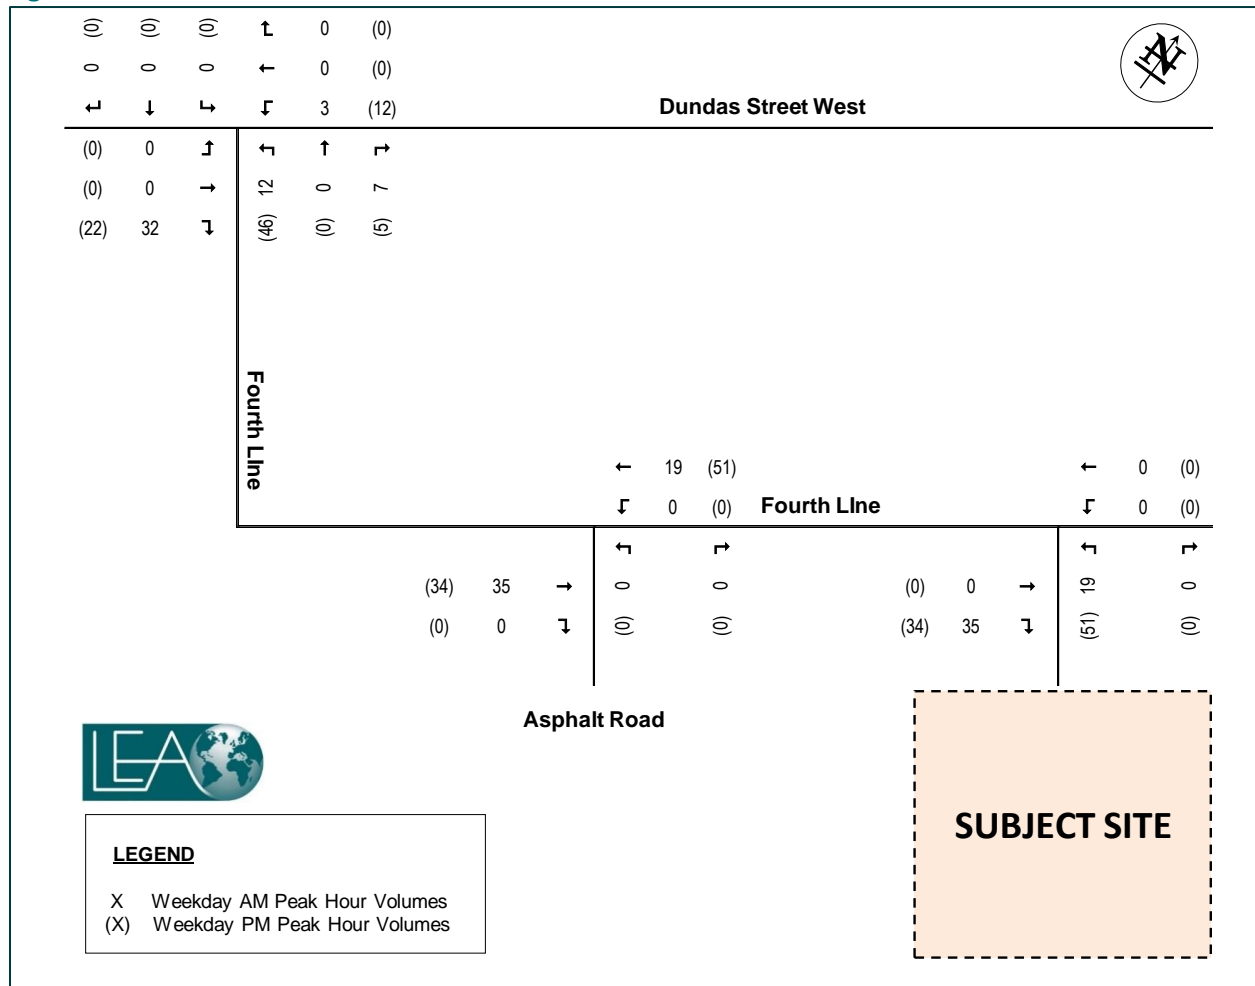 (0) (0) (0) 0 (0)
0 0 0 0 (0)
3 (12) Dundas Street West
N
(0) 0
(0) 0 12 0 7
(22) 32 (46) (0) (5)
Fourth LIne
19 (51) 0 (0)
0 (0) Fourth LIne 0 (0)
(34) 35 0 0 (0) 0 19 0
(0) 0 (0) (0) (34) 35 (51) (0)
Asphalt Road
LEA
SUBJECT SITE
LEGEND
X Weekday AM Peak Hour Volumes
(X) Weekday PM Peak Hour Volumes